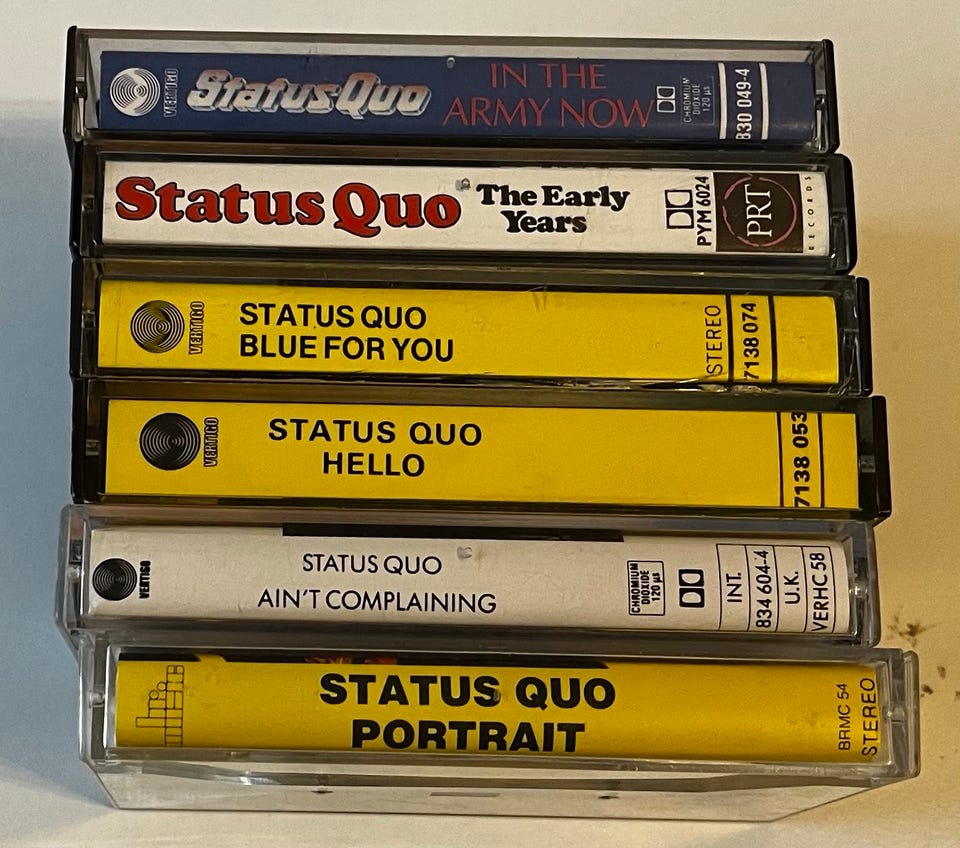 VERTIGO
Status Quo
IN THE
ARMY NOW
CHROMIUM
DIOXIDE
120 µs
830 049-4
Status Quo
The Early
Years
PYM 6024
PRT
RECORDS
VERTIGO
STATUS QUO
BLUE FOR YOU
STEREO
7138 074
VERTIGO
STATUS QUO
HELLO
7138 053
VERTIGO
STATUS QUO
AIN'T COMPLAINING
CHROMIUM
DIOXIDE
120 µs
INT.
834 604-4
U.K.
VERHC 58
STATUS QUO
PORTRAIT
BRMC 54
STEREO